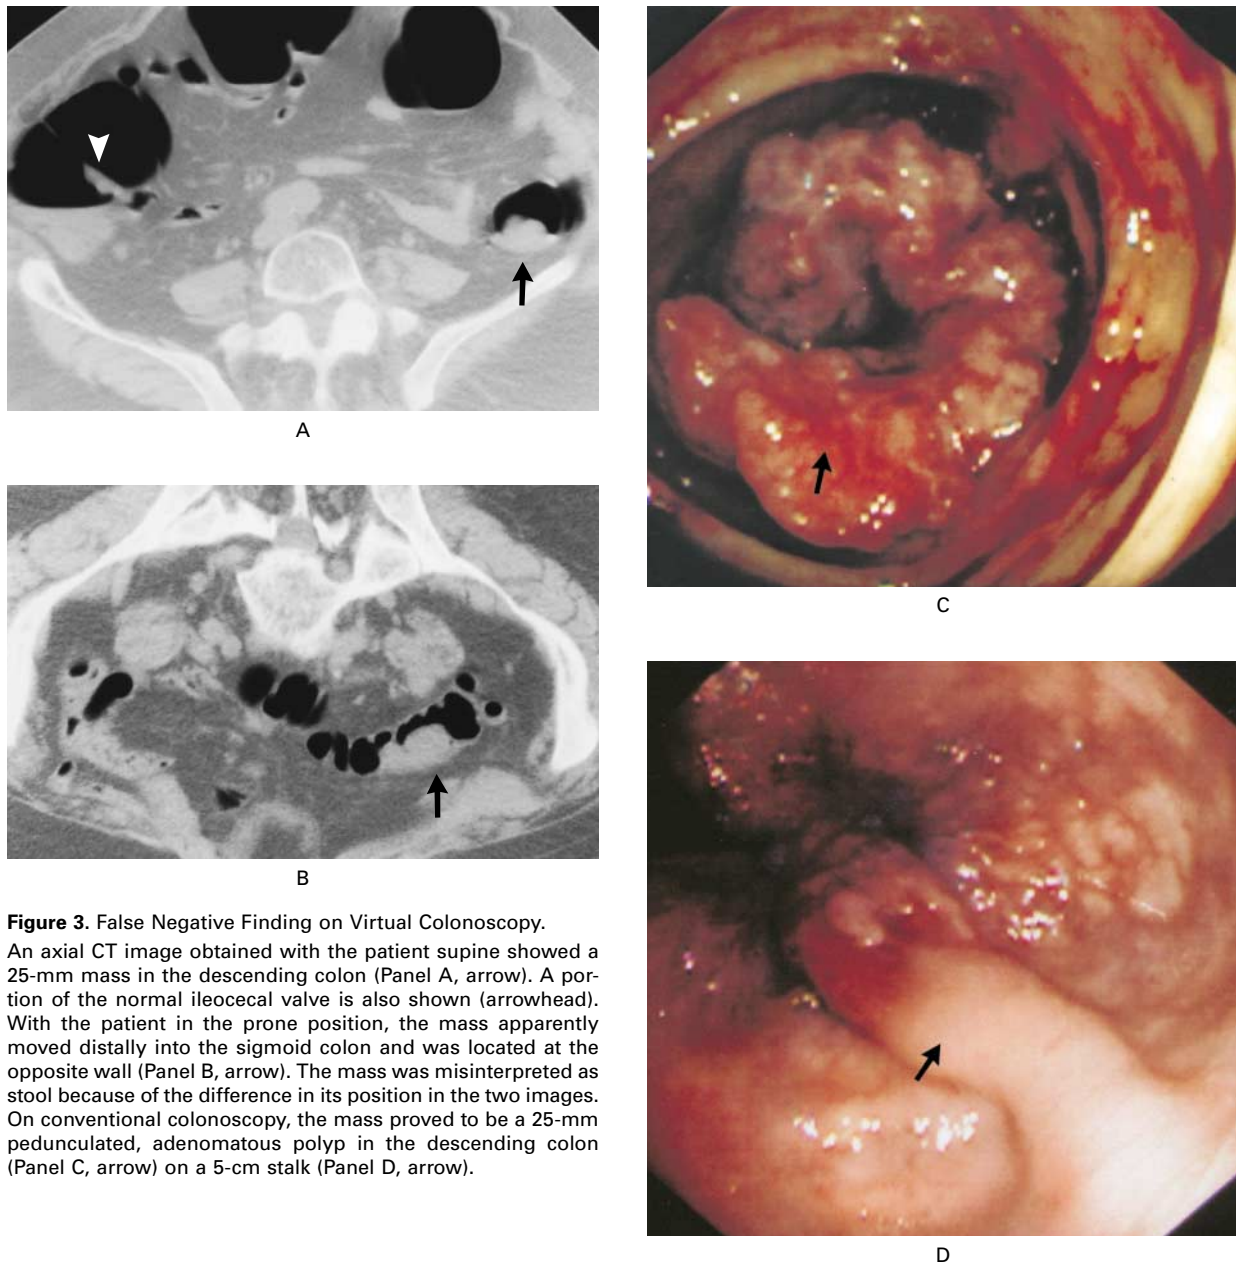 A
B
Figure 3. False Negative Finding on Virtual Colonoscopy.
An axial CT image obtained with the patient supine showed a
25-mm mass in the descending colon (Panel A, arrow). A por-
tion of the normal ileocecal valve is also shown (arrowhead).
With the patient in the prone position, the mass apparently
moved distally into the sigmoid colon and was located at the
opposite wall (Panel B, arrow). The mass was misinterpreted as
stool because of the difference in its position in the two images.
On conventional colonoscopy, the mass proved to be a 25-mm
pedunculated, adenomatous polyp in the descending colon
(Panel C, arrow) on a 5-cm stalk (Panel D, arrow).
C
D